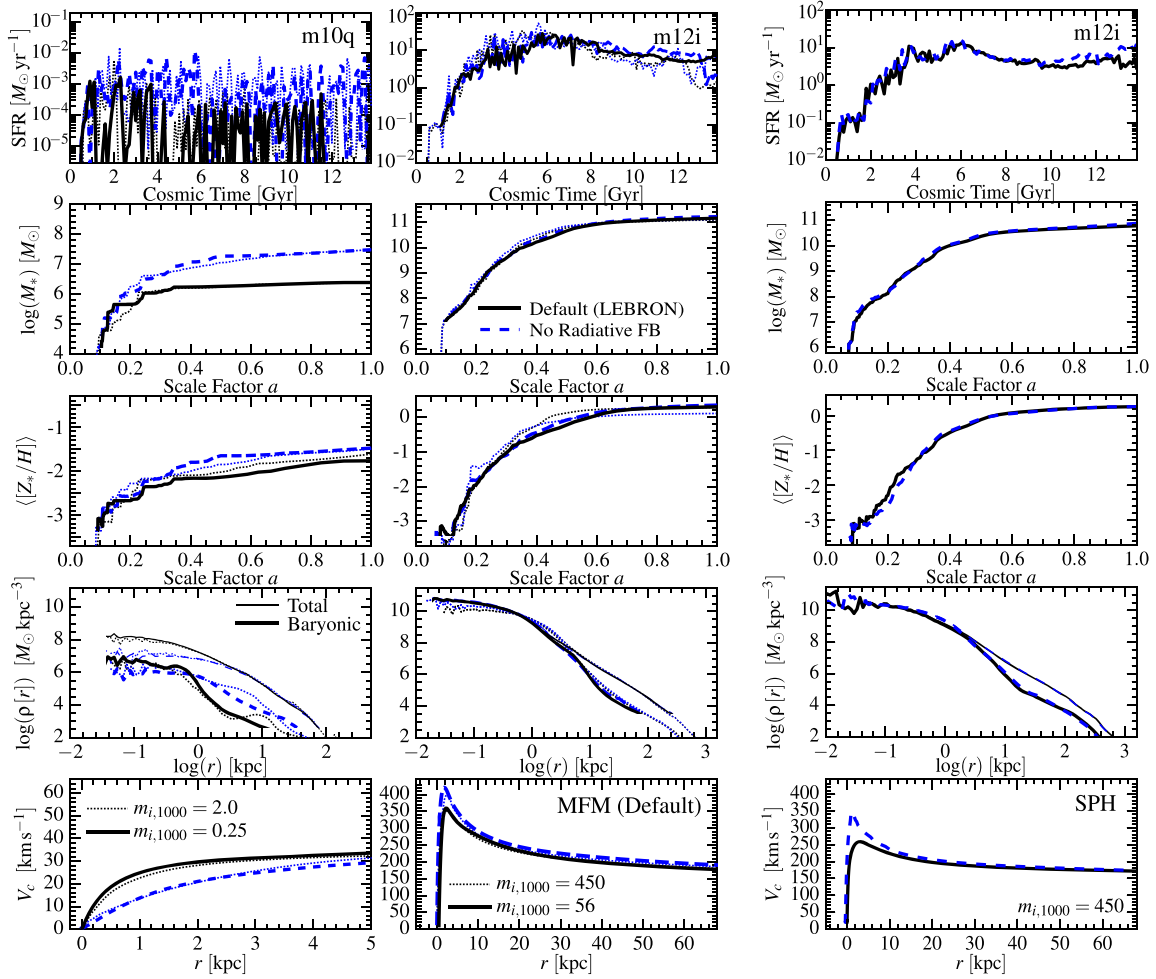 m10q
m12i
m12i
SFR [M⊙ yr−1]
10−1
10−2
10−3
10−4
10−5
102
101
100
10−1
10−2
102
101
100
10−1
10−2
0 2 4 6 8 10 12
0 2 4 6 8 10 12
0 2 4 6 8 10 12
Cosmic Time [Gyr]
Cosmic Time [Gyr]
SFR [M⊙ yr−1]
Cosmic Time [Gyr]
log(M*) [M⊙]
8
7
6
5
4
11
10
9
8
7
6
log(M*) [M⊙]
11
10
9
8
7
6
Default (LEBRON)
No Radiative FB
0.0 0.2 0.4 0.6 0.8 1.0
0.0 0.2 0.4 0.6 0.8 1.0
0.0 0.2 0.4 0.6 0.8 1.0
Scale Factor a
Scale Factor a
Scale Factor a
⟨[Z*/H]⟩
-1
-2
-3
0
-1
-2
-3
⟨[Z*/H]⟩
0
-1
-2
-3
0.0 0.2 0.4 0.6 0.8 1.0
0.0 0.2 0.4 0.6 0.8 1.0
0.0 0.2 0.4 0.6 0.8 1.0
Scale Factor a
Scale Factor a
Scale Factor a
log(ρ[r]) [M⊙ kpc−3]
10
8
6
4
2
Total
Baryonic
10
8
6
4
2
log(ρ[r]) [M⊙ kpc−3]
10
8
6
4
2
−2 −1 0 1 2
−2 −1 0 1 2 3
−2 −1 0 1 2 3
log(r) [kpc]
log(r) [kpc]
log(r) [kpc]
Vc [km s−1]
60
50
40
30
20
10
0
mi,1000 = 2.0
mi,1000 = 0.25
400
350
300
250
200
150
100
50
0
MFM (Default)
mi,1000 = 450
mi,1000 = 56
Vc [km s−1]
400
350
300
250
200
150
100
50
0
SPH
mi,1000 = 450
0 1 2 3 4 5
0 10 20 30 40 50 60
0 10 20 30 40 50 60
r [kpc]
r [kpc]
r [kpc]